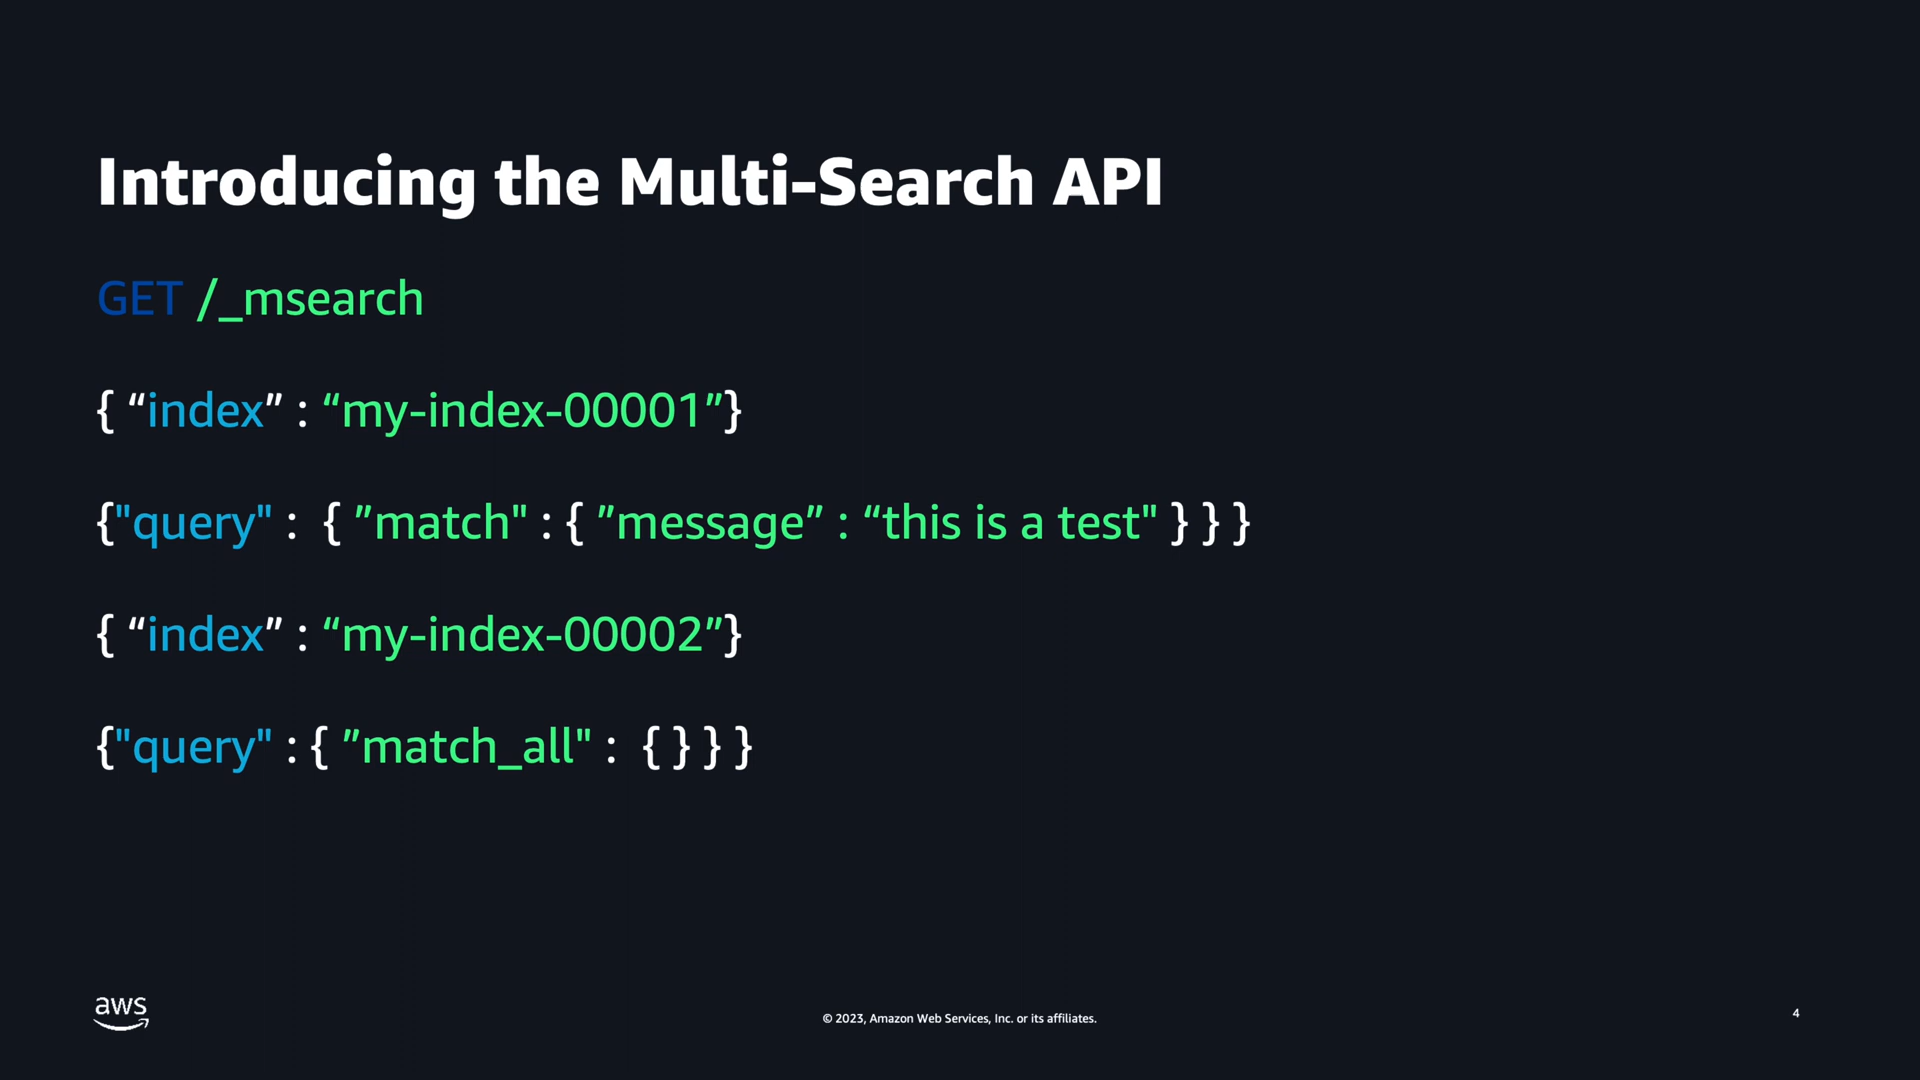 Introducing the Multi-Search API
GET /_msearch
{ “index” : “my-index-00001”}
{"query" :  { ”match" : { ”message” : “this is a test" } } }
{ “index” : “my-index-00002”}
{"query" : { ”match_all" :  { } } }
aws
© 2023, Amazon Web Services, Inc. or its affiliates.
4